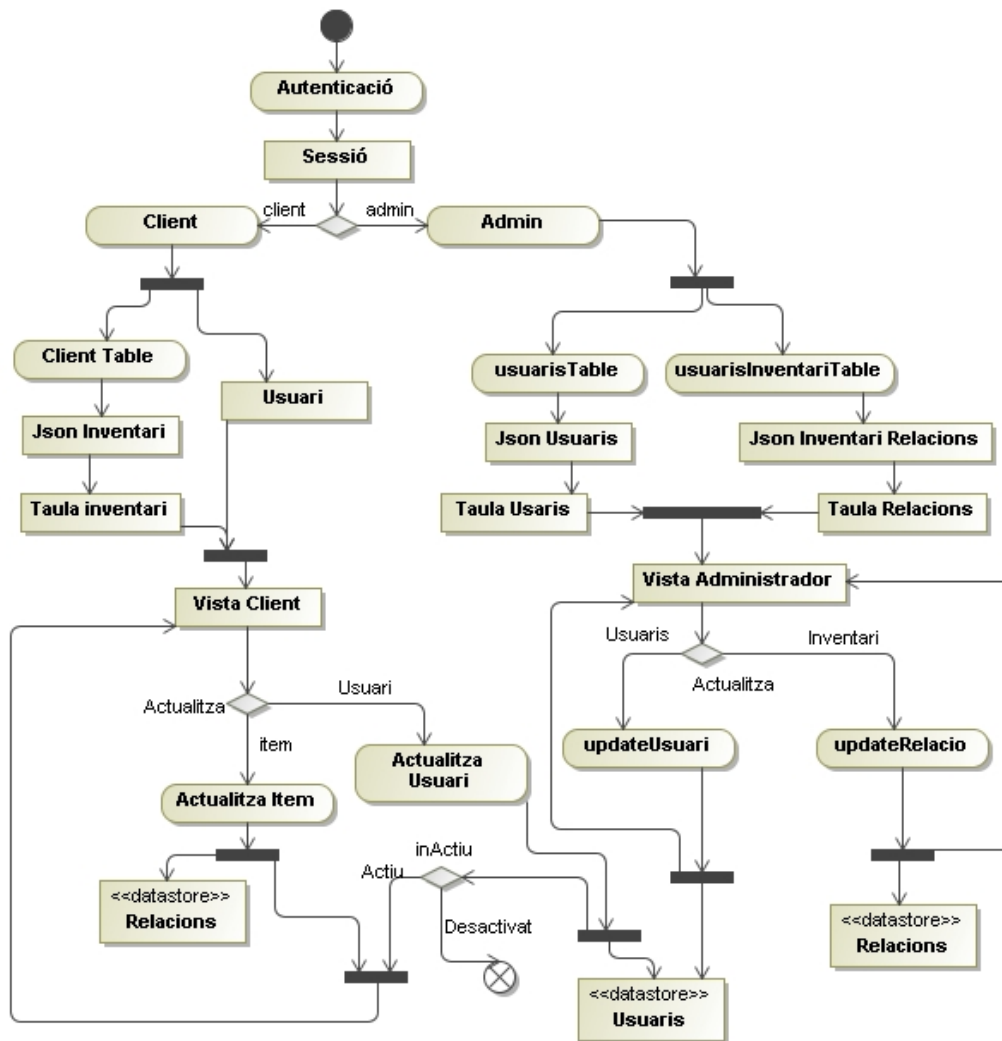 Autenticació
Sessió
client
admin
Client
Admin
Client Table
Usuari
usuarisTable
usuarisInventariTable
Json Inventari
Json Usuaris
Json Inventari Relacions
Taula inventari
Taula Usaris
Taula Relacions
Vista Client
Vista Administrador
Usuaris
Inventari
Actualitza
Usuari
Actualitza
item
updateUsuari
updateRelacio
Actualitza
Usuari
Actualitza Item
inActiu
Actiu
<<datastore>>
Relacions
Desactivat
<<datastore>>
Relacions
<<datastore>>
Usuaris